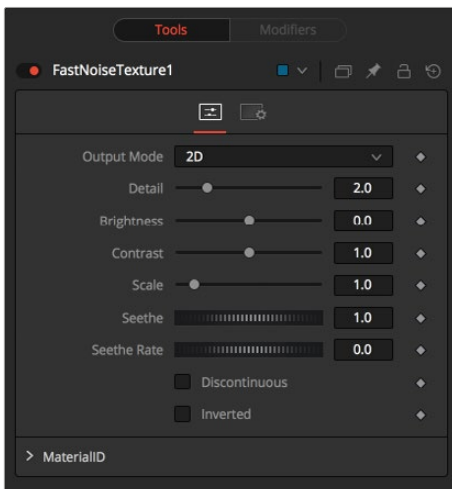 Tools Modifiers
FastNoiseTexture1
Output Mode 2D
Detail 2.0
Brightness 0.0
Contrast 1.0
Scale 1.0
Seethe 1.0
Seethe Rate 0.0
Discontinuous
Inverted
MaterialID